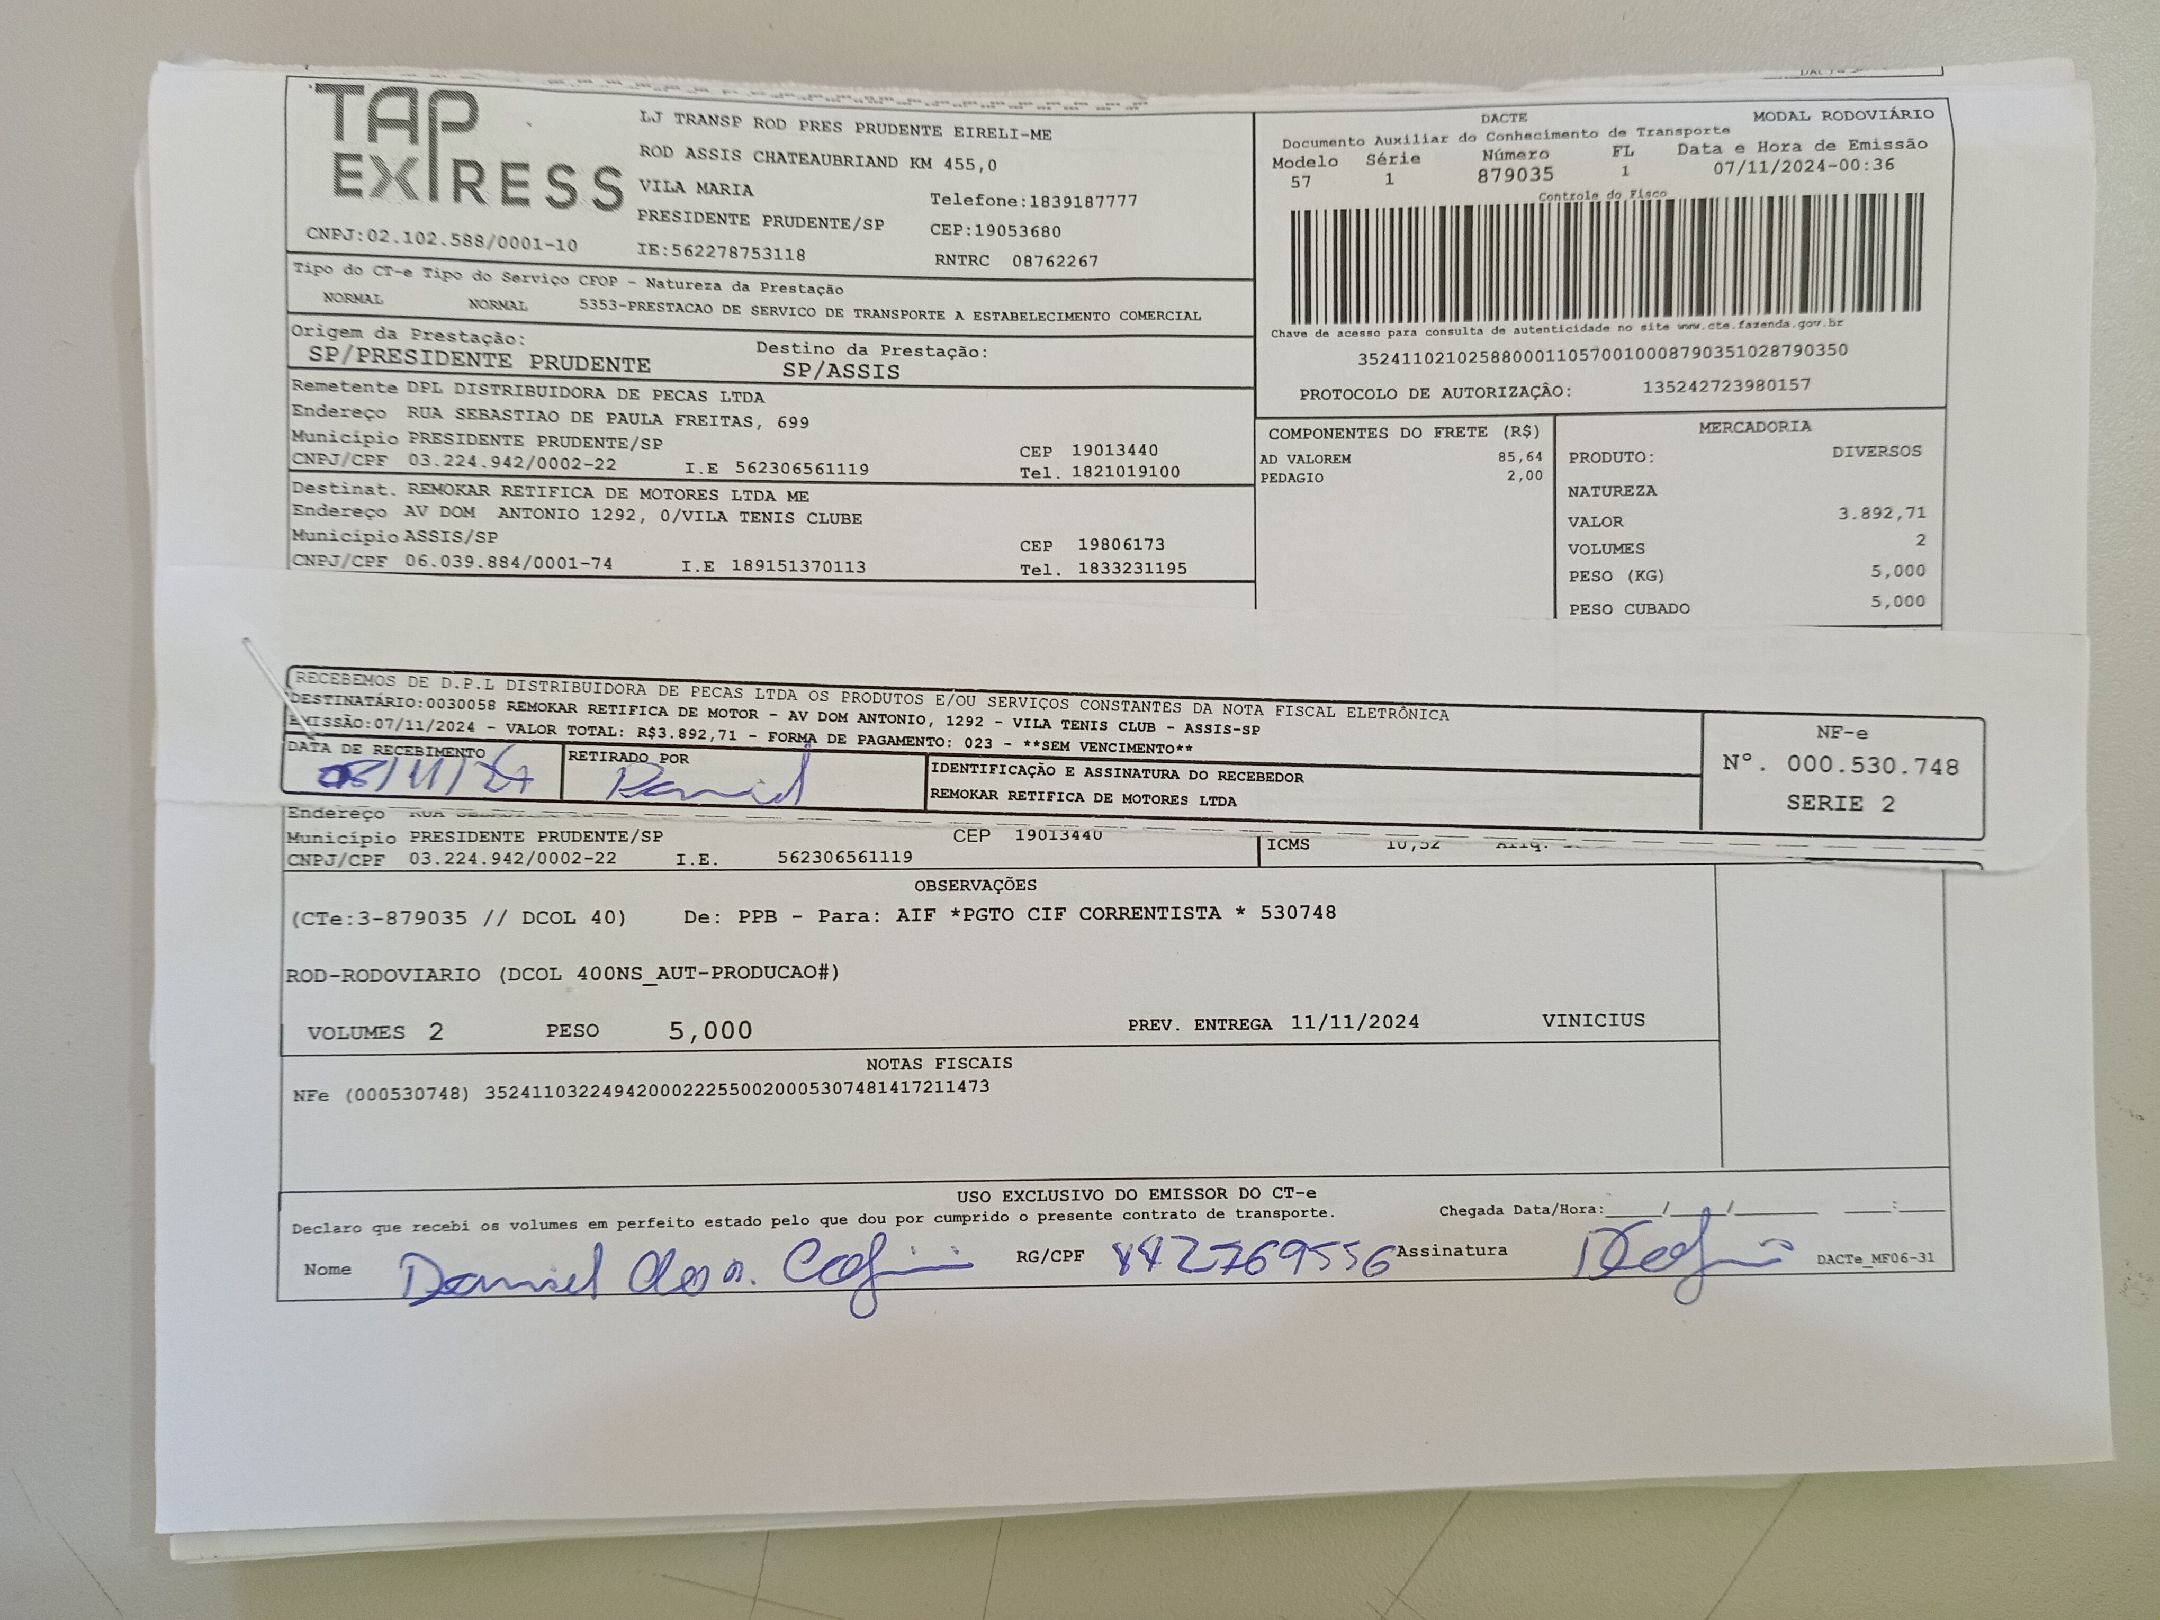 TAP EXPRESS
LJ TRANSP ROD PRES PRUDENTE EIRELI-ME
ROD ASSIS CHATEAUBRIAND KM 455,0
VILA MARIA
Telefone:1839187777
PRESIDENTE PRUDENTE/SP CEP:19053680
CNPJ:02.102.588/0001-10 IE:562278753118 RNTRC 08762267
DACTE MODAL RODOVIÁRIO
Documento Auxiliar do Conhecimento de Transporte
Modelo Série Número FL Data e Hora de Emissão
57 1 879035 1 07/11/2024-00:36
Controle do Fisco
Chave de acesso para consulta de autenticidade no site www.cte.fazenda.gov.br
35241102102588000110570010008790351028790350
PROTOCOLO DE AUTORIZAÇÃO: 135242723980157
Tipo do CT-e Tipo do Serviço CFOP - Natureza da Prestação
NORMAL NORMAL 5353-PRESTACAO DE SERVICO DE TRANSPORTE A ESTABELECIMENTO COMERCIAL
Origem da Prestação: Destino da Prestação:
SP/PRESIDENTE PRUDENTE SP/ASSIS
Remetente DPL DISTRIBUIDORA DE PECAS LTDA
Endereço RUA SEBASTIAO DE PAULA FREITAS, 699
Município PRESIDENTE PRUDENTE/SP CEP 19013440
CNPJ/CPF 03.224.942/0002-22 I.E 562306561119 Tel. 1821019100
Destinat. REMOKAR RETIFICA DE MOTORES LTDA ME
Endereço AV DOM ANTONIO 1292, 0/VILA TENIS CLUBE
Município ASSIS/SP CEP 19806173
CNPJ/CPF 06.039.884/0001-74 I.E 189151370113 Tel. 1833231195
COMPONENTES DO FRETE (R$)
AD VALOREM 85,64
PEDAGIO 2,00
MERCADORIA
PRODUTO: DIVERSOS
NATUREZA
VALOR 3.892,71
VOLUMES 2
PESO (KG) 5,000
PESO CUBADO 5,000
RECEBEMOS DE D.P.L DISTRIBUIDORA DE PECAS LTDA OS PRODUTOS E/OU SERVIÇOS CONSTANTES DA NOTA FISCAL ELETRÔNICA
DESTINATÁRIO:0030058 REMOKAR RETIFICA DE MOTOR - AV DOM ANTONIO, 1292 - VILA TENIS CLUB - ASSIS-SP
EMISSÃO:07/11/2024 - VALOR TOTAL: R$3.892,71 - FORMA DE PAGAMENTO: 023 - **SEM VENCIMENTO**
DATA DE RECEBIMENTO RETIRADO POR IDENTIFICAÇÃO E ASSINATURA DO RECEBEDOR
08/11/24 Daniel REMOKAR RETIFICA DE MOTORES LTDA
NF-e
Nº. 000.530.748
SERIE 2
Endereço RUA
Município PRESIDENTE PRUDENTE/SP CEP 19013440
CNPJ/CPF 03.224.942/0002-22 I.E. 562306561119
ICMS 10,52 Aliq.
OBSERVAÇÕES
(CTe:3-879035 // DCOL 40) De: PPB - Para: AIF *PGTO CIF CORRENTISTA * 530748
ROD-RODOVIARIO (DCOL 400NS_AUT-PRODUCAO#)
VOLUMES 2 PESO 5,000 PREV. ENTREGA 11/11/2024 VINICIUS
NOTAS FISCAIS
NFe (000530748) 35241103224942000222550020005307481417211473
USO EXCLUSIVO DO EMISSOR DO CT-e
Declaro que recebi os volumes em perfeito estado pelo que dou por cumprido o presente contrato de transporte. Chegada Data/Hora:____/____/______ ____:____
Nome Daniel RG/CPF 442769556 Assinatura DACTe_MF06-31